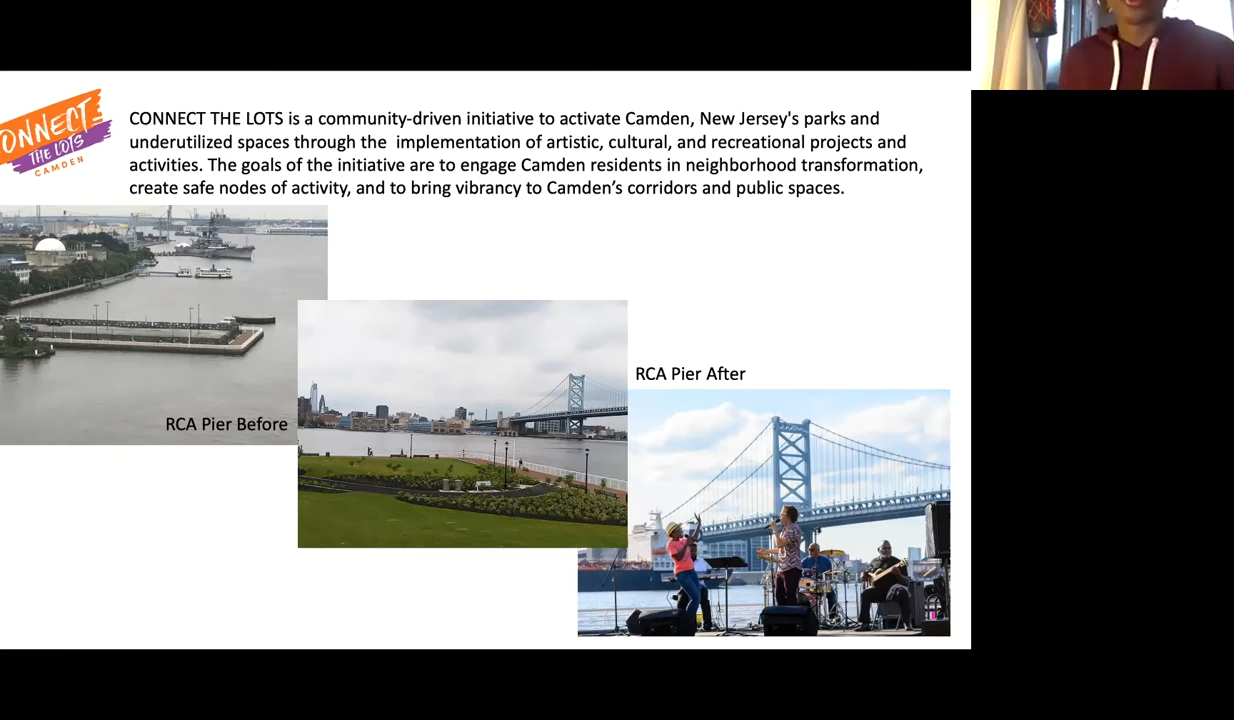 ONNECT
THE LOTS
CAMDEN
CONNECT THE LOTS is a community-driven initiative to activate Camden, New Jersey's parks and
underutilized spaces through the  implementation of artistic, cultural, and recreational projects and
activities. The goals of the initiative are to engage Camden residents in neighborhood transformation,
create safe nodes of activity, and to bring vibrancy to Camden’s corridors and public spaces.
RCA Pier Before
RCA Pier After